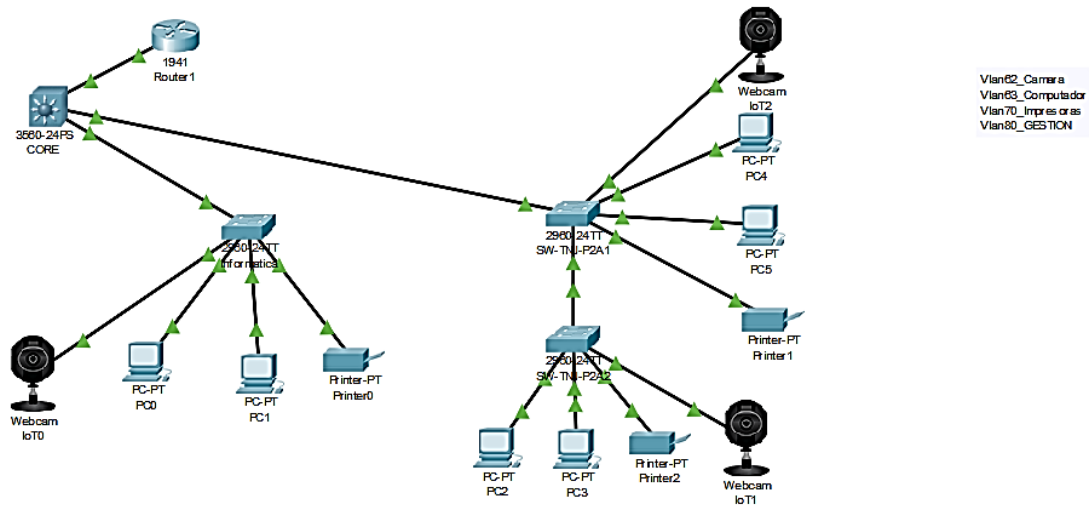 1941
Router1
3560-24PS
CORE
Webcam
IoT2
Vlan62_Camara
Vlan63_Computador
Vlan70_Impresoras
Vlan80_GESTION
PC-PT
PC4
2960-24TT
SW-TNJ-P2A1
PC-PT
PC5
2960-24TT
Informatica
Printer-PT
Printer1
2960-24TT
SW-TNJ-P2A2
Printer-PT
Printer0
PC-PT
PC0
PC-PT
PC1
Webcam
IoT0
PC-PT
PC2
PC-PT
PC3
Printer-PT
Printer2
Webcam
IoT1